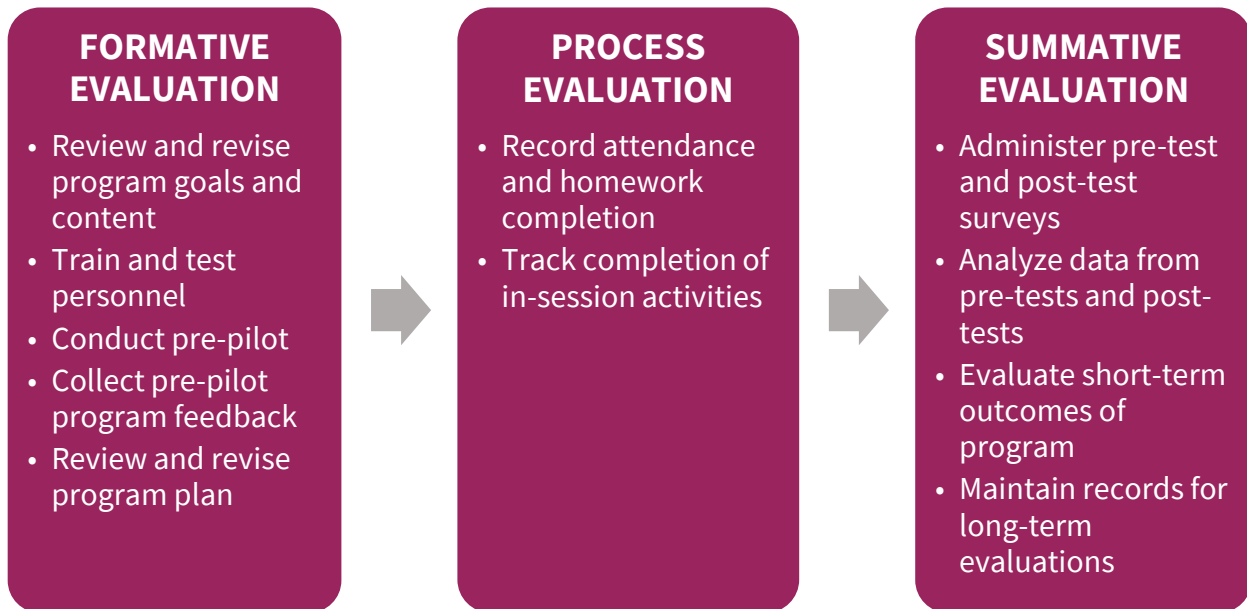 FORMATIVE
EVALUATION
• Review and revise
program goals and
content
• Train and test
personnel
• Conduct pre-pilot
• Collect pre-pilot
program feedback
• Review and revise
program plan
PROCESS
EVALUATION
• Record attendance
and homework
completion
• Track completion of
in-session activities
SUMMATIVE
EVALUATION
• Administer pre-test
and post-test
surveys
• Analyze data from
pre-tests and post-
tests
• Evaluate short-term
outcomes of
program
• Maintain records for
long-term
evaluations